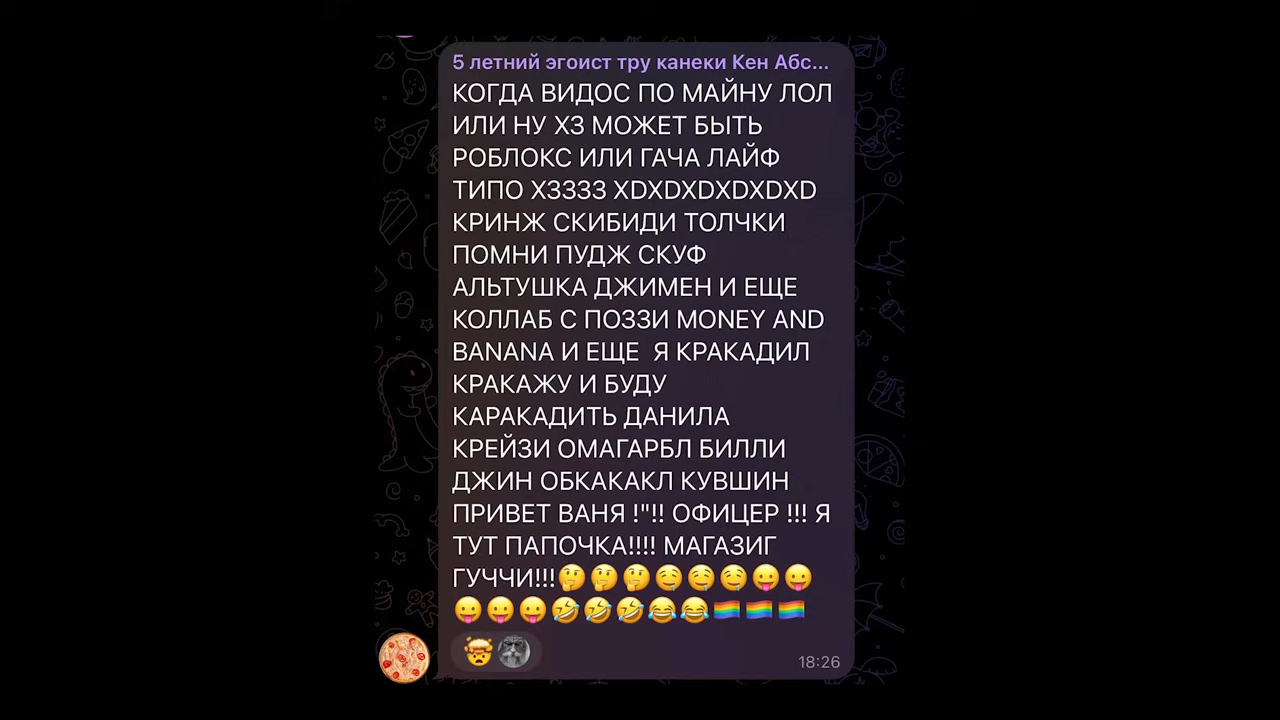 5 летний эгоист тру канеки Кен Абс...
КОГДА ВИДОС ПО МАЙНУ ЛОЛ
ИЛИ НУ ХЗ МОЖЕТ БЫТЬ
РОБЛОКС ИЛИ ГАЧА ЛАЙФ
ТИПО ХЗЗЗЗ XDXDXDXDXDXD
КРИНЖ СКИБИДИ ТОЛЧКИ
ПОМНИ ПУДЖ СКУФ
АЛЬТУШКА ДЖИМЕН И ЕЩЕ
КОЛЛАБ С ПОЗЗИ MONEY AND
BANANA И ЕЩЕ  Я КРАКАДИЛ
КРАКАЖУ И БУДУ
КАРАКАДИТЬ ДАНИЛА
КРЕЙЗИ ОМАГАРБЛ БИЛЛИ
ДЖИН ОБКАКАКЛ КУВШИН
ПРИВЕТ ВАНЯ !"!! ОФИЦЕР !!! Я
ТУТ ПАПОЧКА!!!! МАГАЗИГ
ГУЧЧИ!!!🤔🤔🤔🤤🤤🤤😛😛
😛😛😛🤣🤣🤣😂😂🏳️‍🌈🏳️‍🌈🏳️‍🌈
18:26